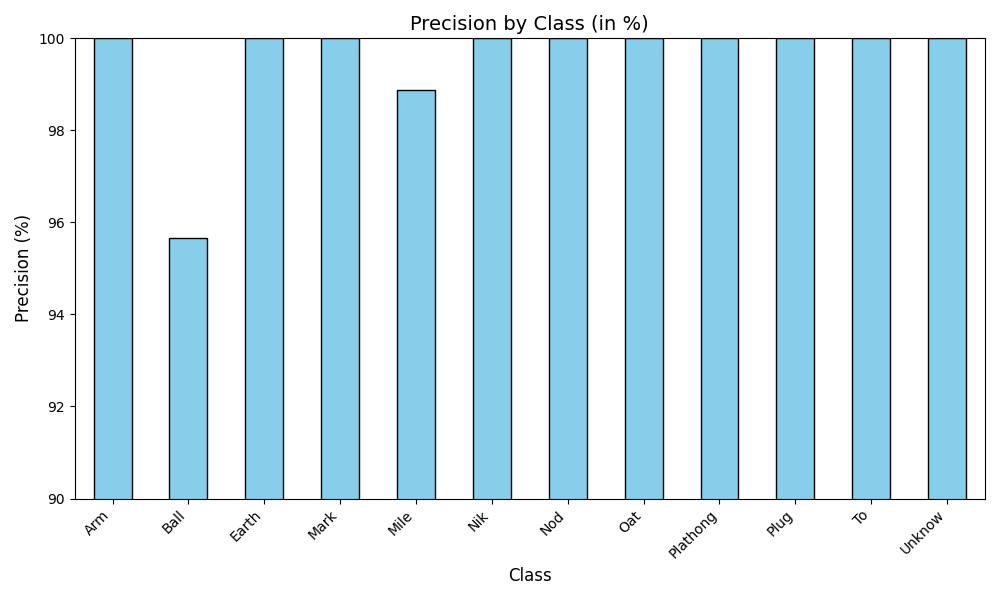 Precision by Class (in %)
100
98
96
94
92
90
Precision (%)
Arm
Ball
Earth
Mark
Mile
Nik
Nod
Oat
Plathong
Plug
To
Unknow
Class